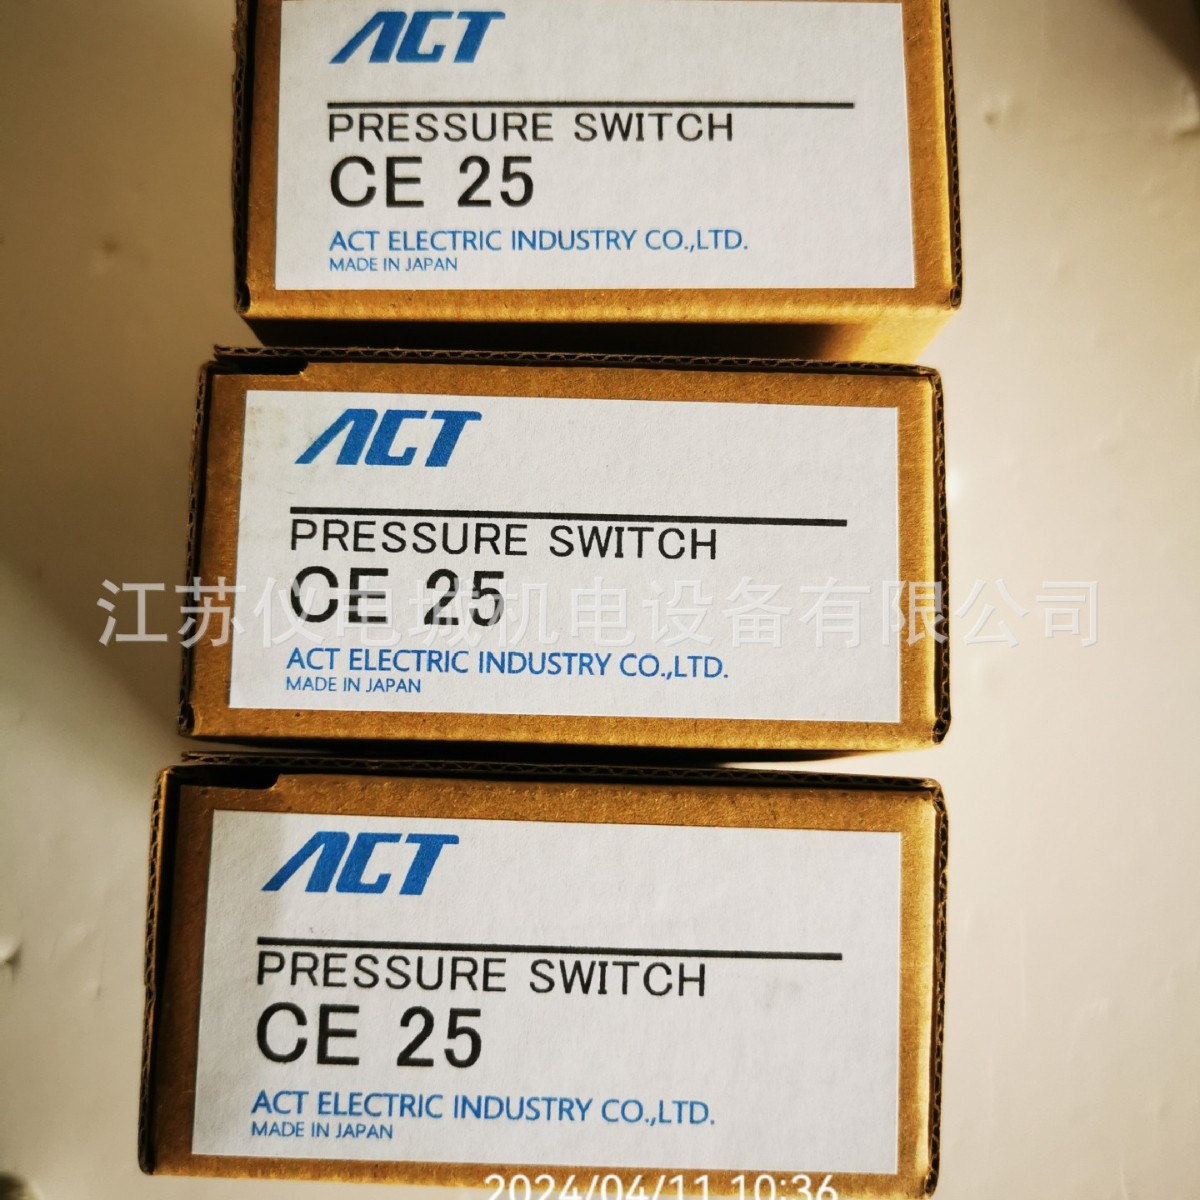 ACT
PRESSURE SWITCH
CE 25
ACT ELECTRIC INDUSTRY CO.,LTD.
MADE IN JAPAN
ACT
PRESSURE SWITCH
CE 25
江苏仪电城机电设备有限公司
ACT ELECTRIC INDUSTRY CO.,LTD.
MADE IN JAPAN
ACT
PRESSURE SWITCH
CE 25
ACT ELECTRIC INDUSTRY CO.,LTD.
MADE IN JAPAN
2024/04/11 10:36